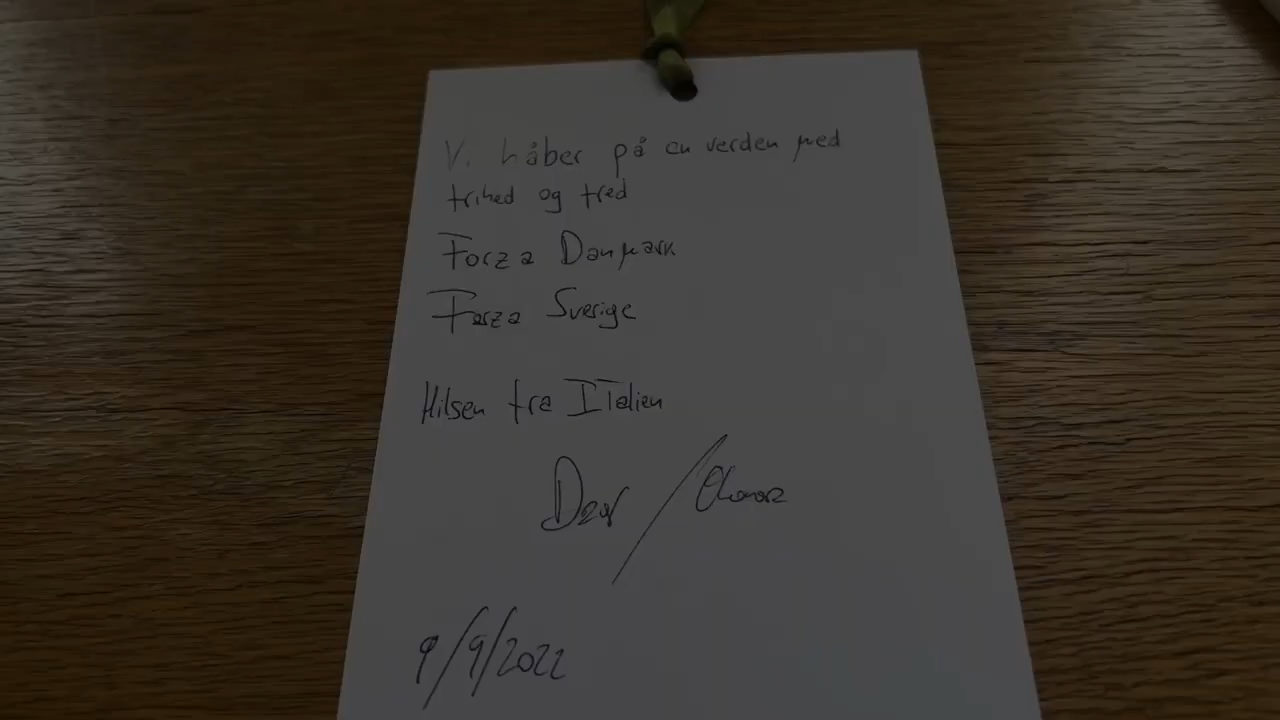 Vi håber på en verden med
frihed og fred
Forza Danmark
Forza Sverige
Hilsen fra Italien
9/9/2022